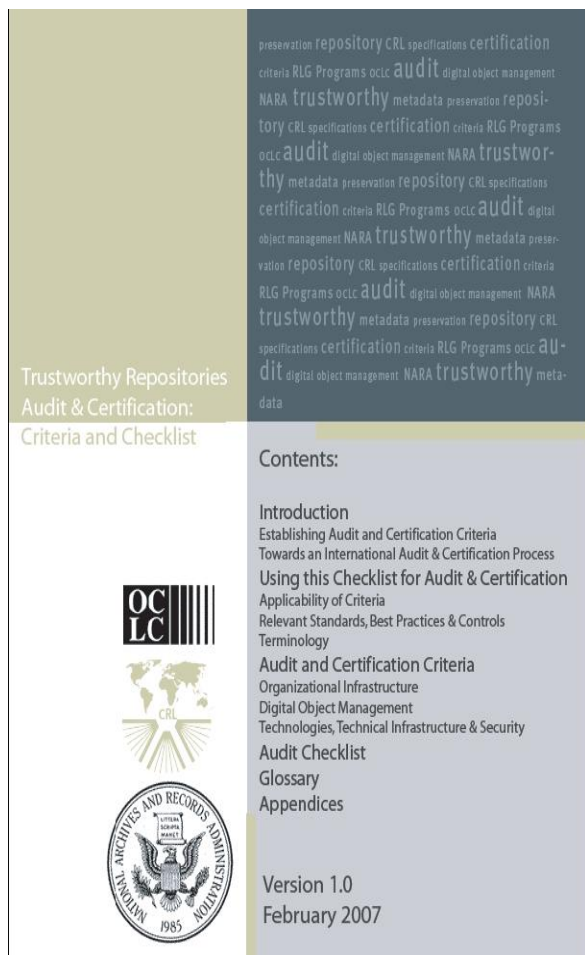 preservation repository CRL specifications certification
criteria RLG Programs OCLC audit digital object management
NARA trustworthy metadata preservation reposi-
tory CRL specifications certification criteria RLG Programs
OCLC audit digital object management NARA trustwor-
thy metadata preservation repository CRL specifications
certification criteria RLG Programs OCLC audit digital
object management NARA trustworthy metadata preser-
vation repository CRL specifications certification criteria
RLG Programs OCLC audit digital object management NARA
trustworthy metadata preservation repository CRL
specifications certification criteria RLG Programs OCLC au-
dit digital object management NARA trustworthy meta-
data
Trustworthy Repositories
Audit & Certification:
Criteria and Checklist
Contents:
Introduction
Establishing Audit and Certification Criteria
Towards an International Audit & Certification Process
Using this Checklist for Audit & Certification
Applicability of Criteria
Relevant Standards, Best Practices & Controls
Terminology
Audit and Certification Criteria
Organizational Infrastructure
Digital Object Management
Technologies, Technical Infrastructure & Security
Audit Checklist
Glossary
Appendices
OC
LC
CRL
NATIONAL ARCHIVES AND RECORDS ADMINISTRATION
LITTERA
SCRIPTA
MANET
1985
Version 1.0
February 2007